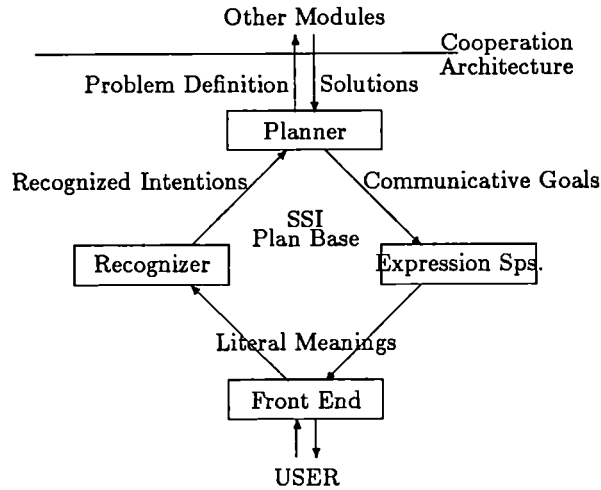 Other Modules
Cooperation
Architecture
Problem Definition
Solutions
Planner
Recognized Intentions
Communicative Goals
SSI
Plan Base
Recognizer
Expression Sps.
Literal Meanings
Front End
USER